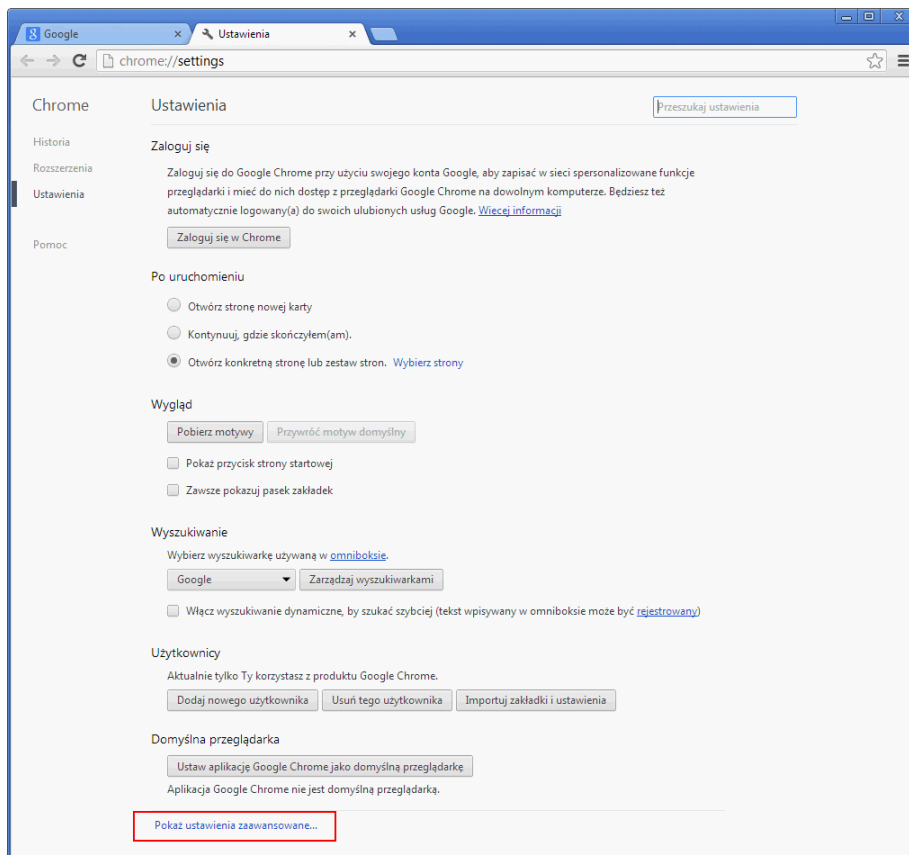 Google
Ustawienia
chrome://settings
Chrome
Ustawienia
Przeszukaj ustawienia
Historia
Rozszerzenia
Ustawienia
Pomoc
Zaloguj się
Zaloguj się do Google Chrome przy użyciu swojego konta Google, aby zapisać w sieci spersonalizowane funkcje
przeglądarki i mieć do nich dostęp z przeglądarki Google Chrome na dowolnym komputerze. Będziesz też
automatycznie logowany(a) do swoich ulubionych usług Google. Więcej informacji
Zaloguj się w Chrome
Po uruchomieniu
Otwórz stronę nowej karty
Kontynuuj, gdzie skończyłem(am).
Otwórz konkretną stronę lub zestaw stron. Wybierz strony
Wygląd
Pobierz motywy Przywróć motyw domyślny
Pokaż przycisk strony startowej
Zawsze pokazuj pasek zakładek
Wyszukiwanie
Wybierz wyszukiwarkę używaną w omniboksie.
Google Zarządzaj wyszukiwarkami
Włącz wyszukiwanie dynamiczne, by szukać szybciej (tekst wpisywany w omniboksie może być rejestrowany)
Użytkownicy
Aktualnie tylko Ty korzystasz z produktu Google Chrome.
Dodaj nowego użytkownika Usuń tego użytkownika Importuj zakładki i ustawienia
Domyślna przeglądarka
Ustaw aplikację Google Chrome jako domyślną przeglądarkę
Aplikacja Google Chrome nie jest domyślną przeglądarką.
Pokaż ustawienia zaawansowane...